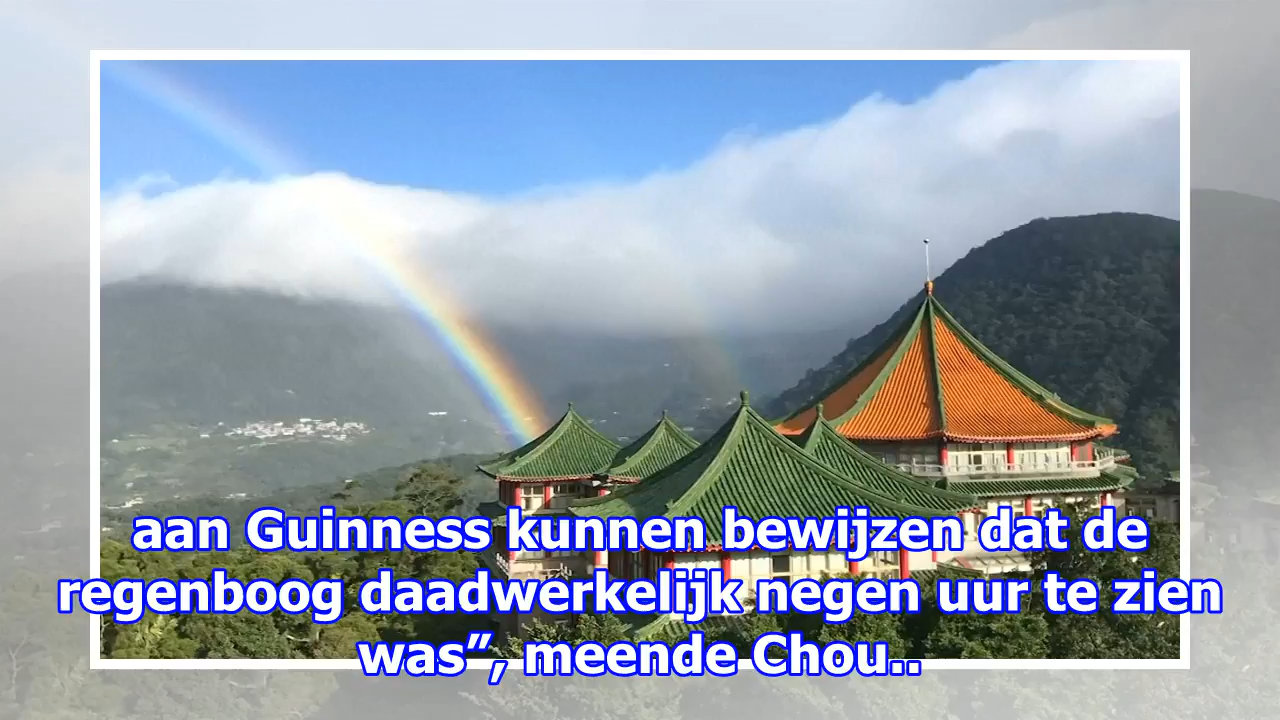 aan Guinness kunnen bewijzen dat de
regenboog daadwerkelijk negen uur te zien
was”, meende Chou..